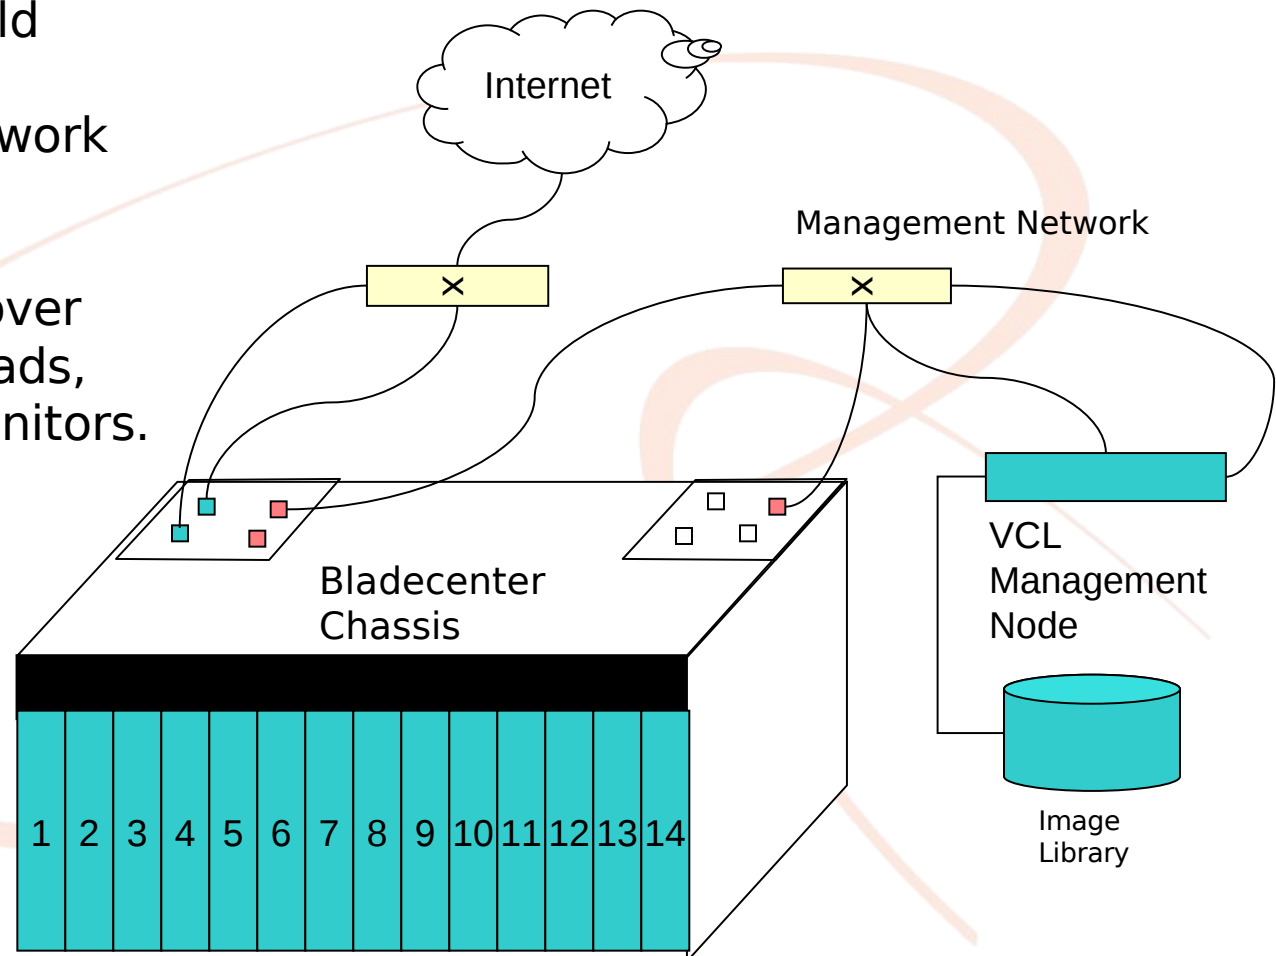 ld
work
over
ads,
nitors.
Internet
Management Network
X
X
Bladecenter
Chassis
VCL
Management
Node
Image
Library
1 2 3 4 5 6 7 8 9 10 11 12 13 14